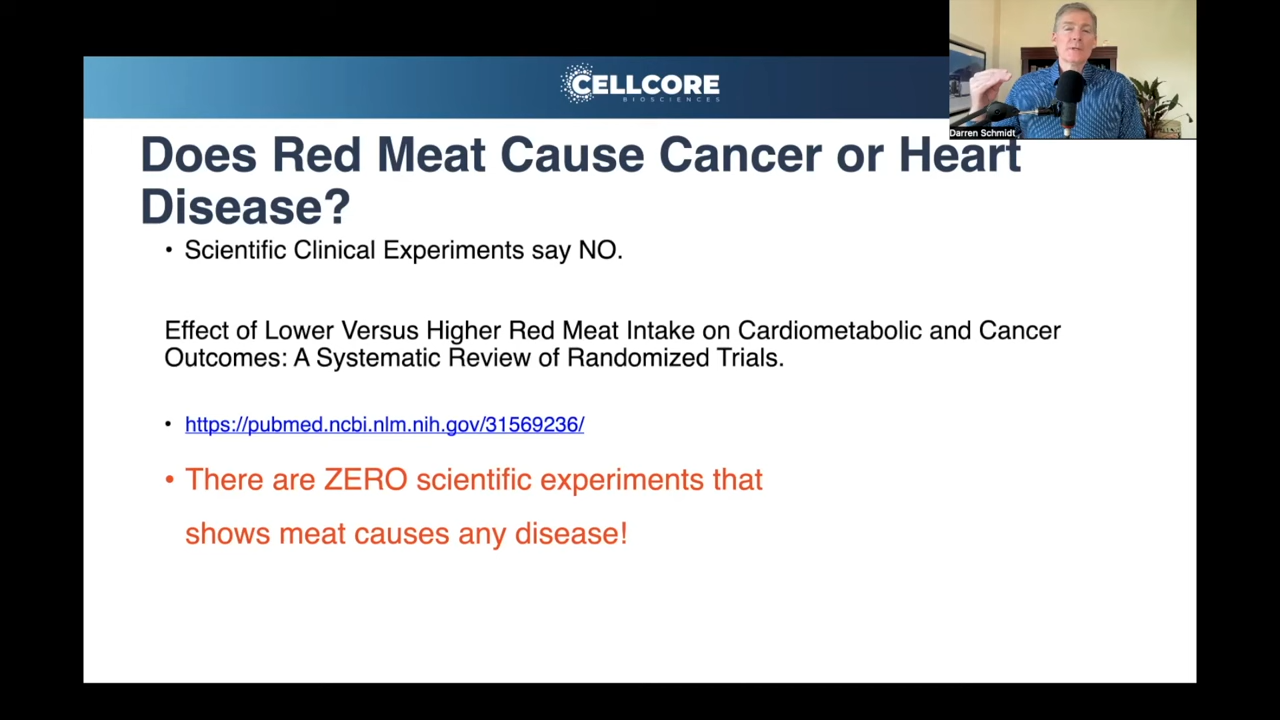 CELLCORE
BIOSCIENCES
Darren Schmidt
Does Red Meat Cause Cancer or Heart
Disease?
• Scientific Clinical Experiments say NO.
Effect of Lower Versus Higher Red Meat Intake on Cardiometabolic and Cancer
Outcomes: A Systematic Review of Randomized Trials.
• https://pubmed.ncbi.nlm.nih.gov/31569236/
• There are ZERO scientific experiments that
shows meat causes any disease!